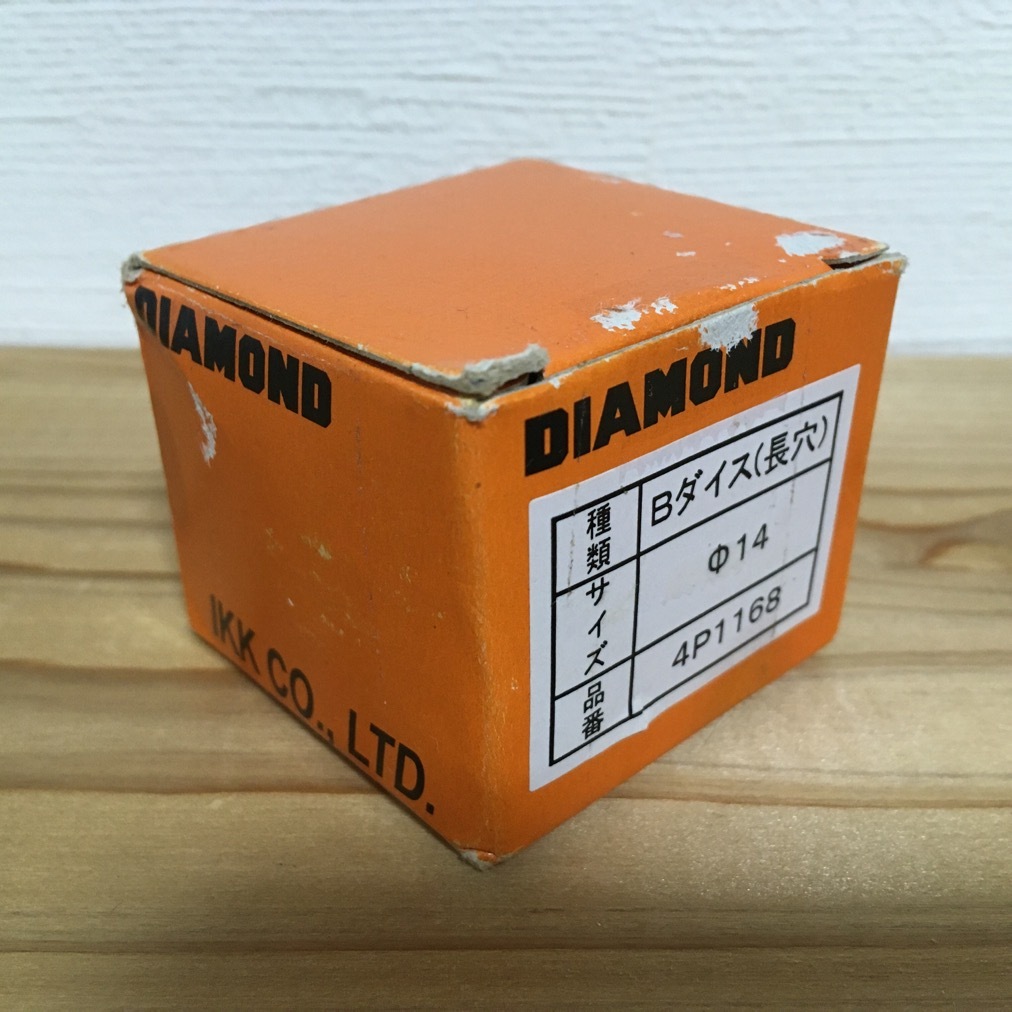 DIAMOND
IKK CO., LTD.
DIAMOND
種類 Bダイス(長穴)
サイズ Φ14
品番 4P1168